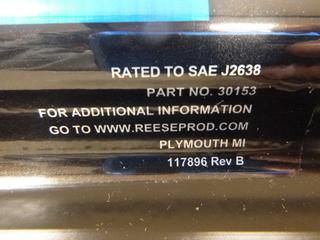 RATED TO SAE J2638
PART NO. 30153
FOR ADDITIONAL INFORMATION
GO TO WWW.REESEPROD.COM
PLYMOUTH MI
117896 Rev B